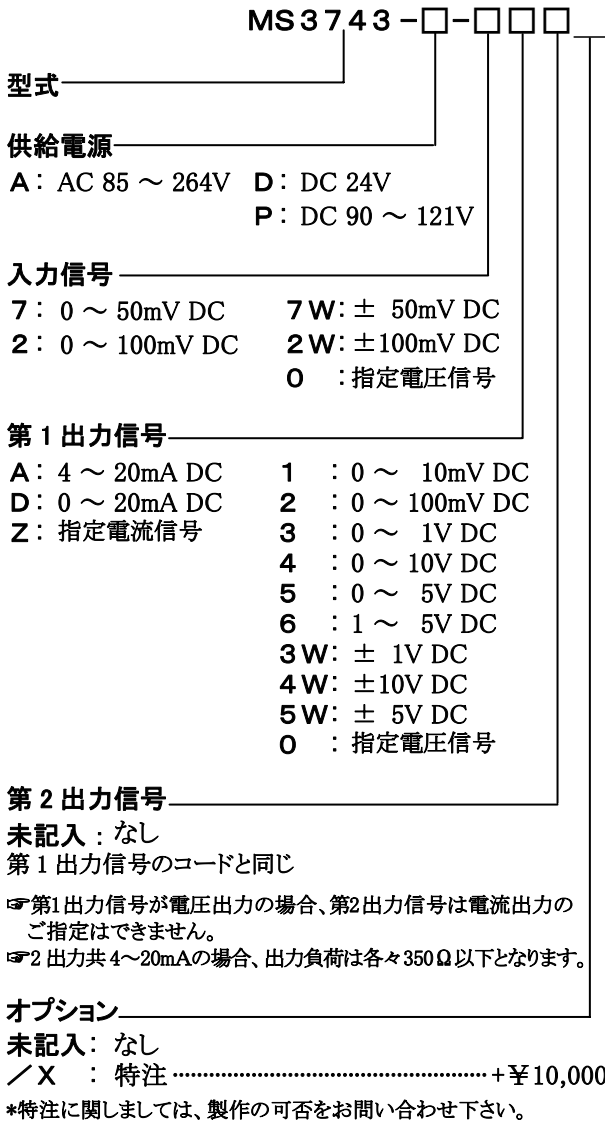 MS3743-□-□□□
型式
供給電源
A： AC 85 ～ 264V D： DC 24V
P： DC 90 ～ 121V
入力信号
7： 0 ～ 50mV DC 7W：± 50mV DC
2： 0 ～ 100mV DC 2W：±100mV DC
0 ：指定電圧信号
第1出力信号
A： 4 ～ 20mA DC 1 ：0 ～ 10mV DC
D： 0 ～ 20mA DC 2 ：0 ～ 100mV DC
Z： 指定電流信号 3 ：0 ～ 1V DC
4 ：0 ～ 10V DC
5 ：0 ～ 5V DC
6 ：1 ～ 5V DC
3W： ± 1V DC
4W： ±10V DC
5W： ± 5V DC
0 ： 指定電圧信号
第2出力信号
未記入：なし
第1出力信号のコードと同じ
☞第1出力信号が電圧出力の場合、第2出力信号は電流出力の
ご指定はできません。
☞2出力共4～20mAの場合、出力負荷は各々350Ω以下となります。
オプション
未記入： なし
／X ： 特注 ……………………………………… +￥10,000
*特注に関しましては、製作の可否をお問い合わせ下さい。